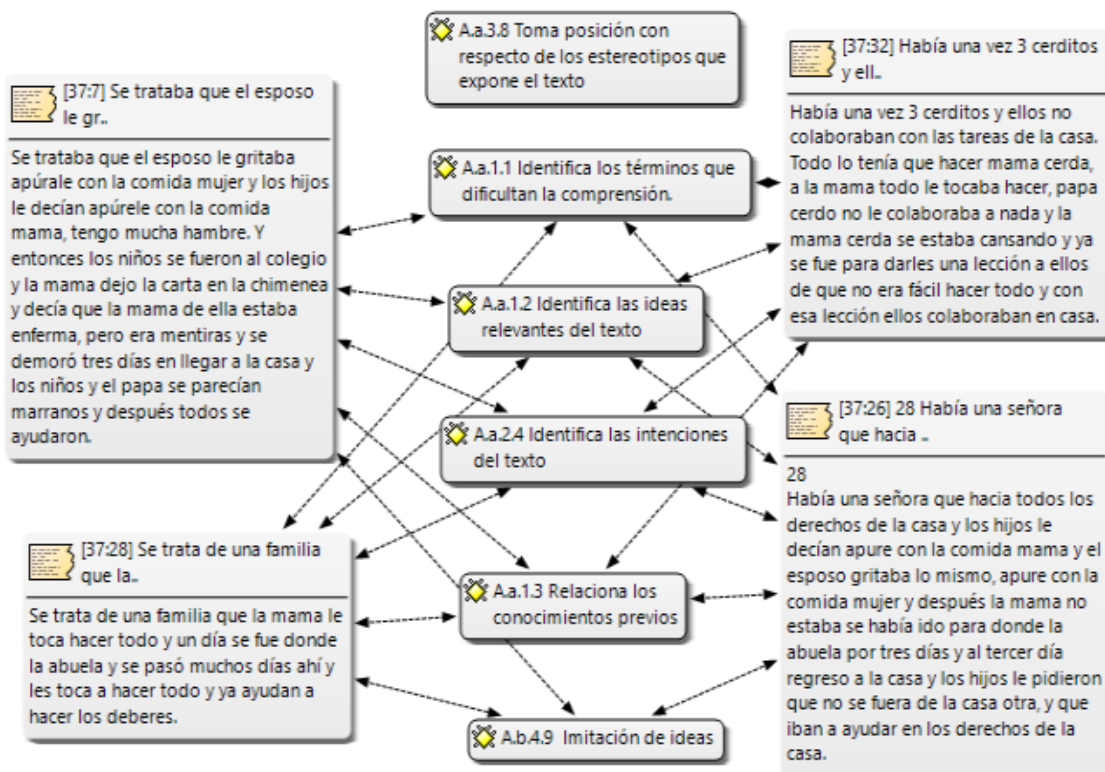 A.a.3.8 Toma posición con
respecto de los estereotipos que
expone el texto
[37:7] Se trataba que el esposo
le gr..
Se trataba que el esposo le gritaba
apúrale con la comida mujer y los hijos
le decían apúrele con la comida
mama, tengo mucha hambre. Y
entonces los niños se fueron al colegio
y la mama dejo la carta en la chimenea
y decía que la mama de ella estaba
enferma, pero era mentiras y se
demoró tres días en llegar a la casa y
los niños y el papa se parecían
marranos y después todos se
ayudaron.
A.a.1.1 Identifica los términos que
dificultan la comprensión.
A.a.1.2 Identifica las ideas
relevantes del texto
A.a.2.4 Identifica las intenciones
del texto
A.a.1.3 Relaciona los
conocimientos previos
A.b.4.9 Imitación de ideas
[37:32] Había una vez 3 cerditos
y ell..
Había una vez 3 cerditos y ellos no
colaboraban con las tareas de la casa.
Todo lo tenía que hacer mama cerda,
a la mama todo le tocaba hacer, papa
cerdo no le colaboraba a nada y la
mama cerda se estaba cansando y ya
se fue para darles una lección a ellos
de que no era fácil hacer todo y con
esa lección ellos colaboraban en casa.
[37:28] Se trata de una familia
que la..
Se trata de una familia que la mama le
toca hacer todo y un día se fue donde
la abuela y se pasó muchos días ahí y
les toca a hacer todo y ya ayudan a
hacer los deberes.
[37:26] 28 Había una señora
que hacia ..
28
Había una señora que hacia todos los
derechos de la casa y los hijos le
decían apure con la comida mama y el
esposo gritaba lo mismo, apure con la
comida mujer y después la mama no
estaba se había ido para donde la
abuela por tres días y al tercer día
regreso a la casa y los hijos le pidieron
que no se fuera de la casa otra, y que
iban a ayudar en los derechos de la
casa.